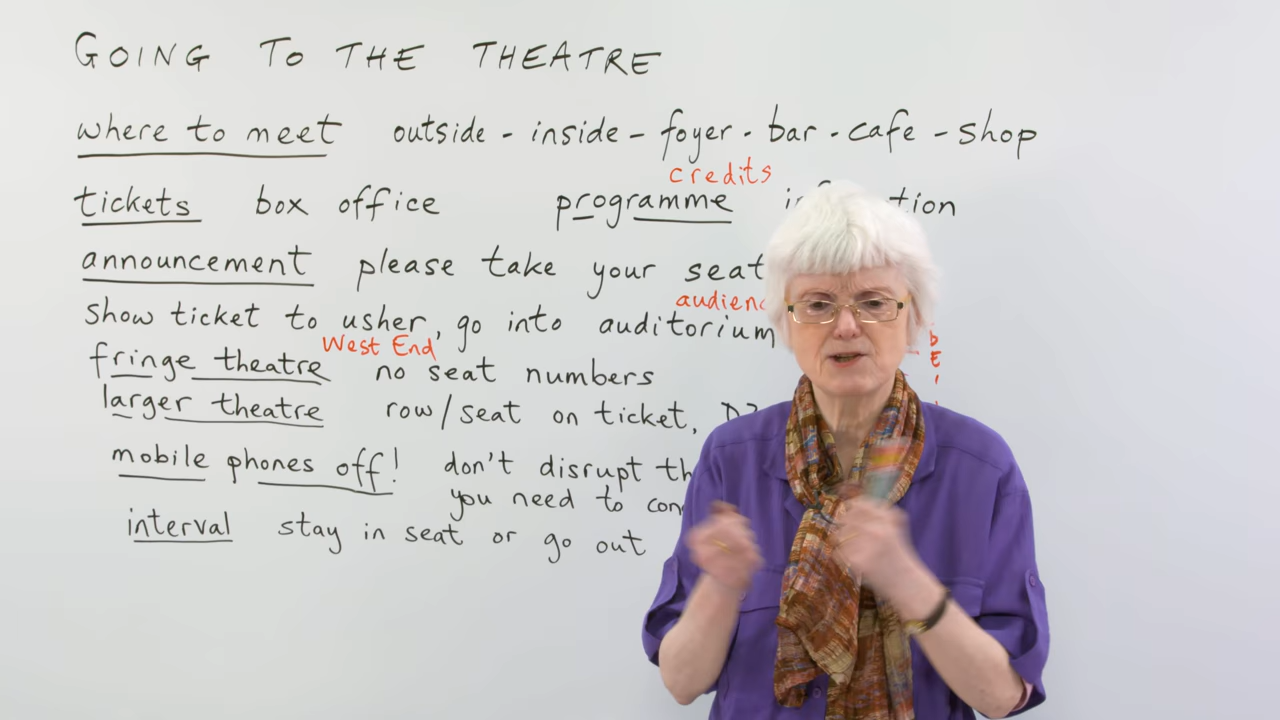 GOING TO THE THEATRE
where to meet outside - inside - foyer - bar - cafe - shop
credits
tickets box office programme
announcement please take your seat
show ticket to usher, go into auditorium
West End
fringe theatre no seat numbers
larger theatre row/seat on ticket,
mobile phones off! don't disrupt
you need to
interval stay in seat or go out